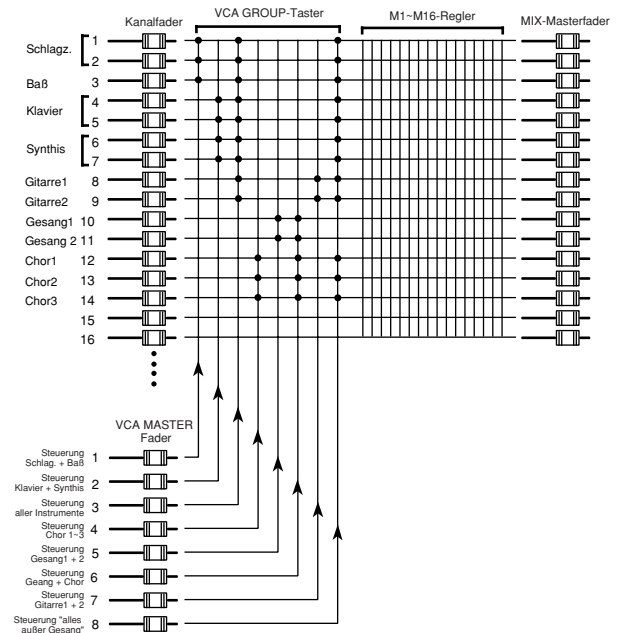 Kanalfader
VCA GROUP-Taster
M1~M16-Regler
MIX-Masterfader
Schlagz.
1
2
Baß 3
Klavier
4
5
Synthis
6
7
Gitarre1 8
Gitarre2 9
Gesang1 10
Gesang 2 11
Chor1 12
Chor2 13
Chor3 14
15
16
VCA MASTER
Fader
Steuerung
Schlag. + Baß 1
Steuerung
Klavier + Synthis 2
Steuerung
aller Instrumente 3
Steuerung
Chor 1~3 4
Steuerung
Gesang1 + 2 5
Steuerung
Geang + Chor 6
Steuerung
Gitarre1 + 2 7
Steuerung "alles
außer Gesang" 8